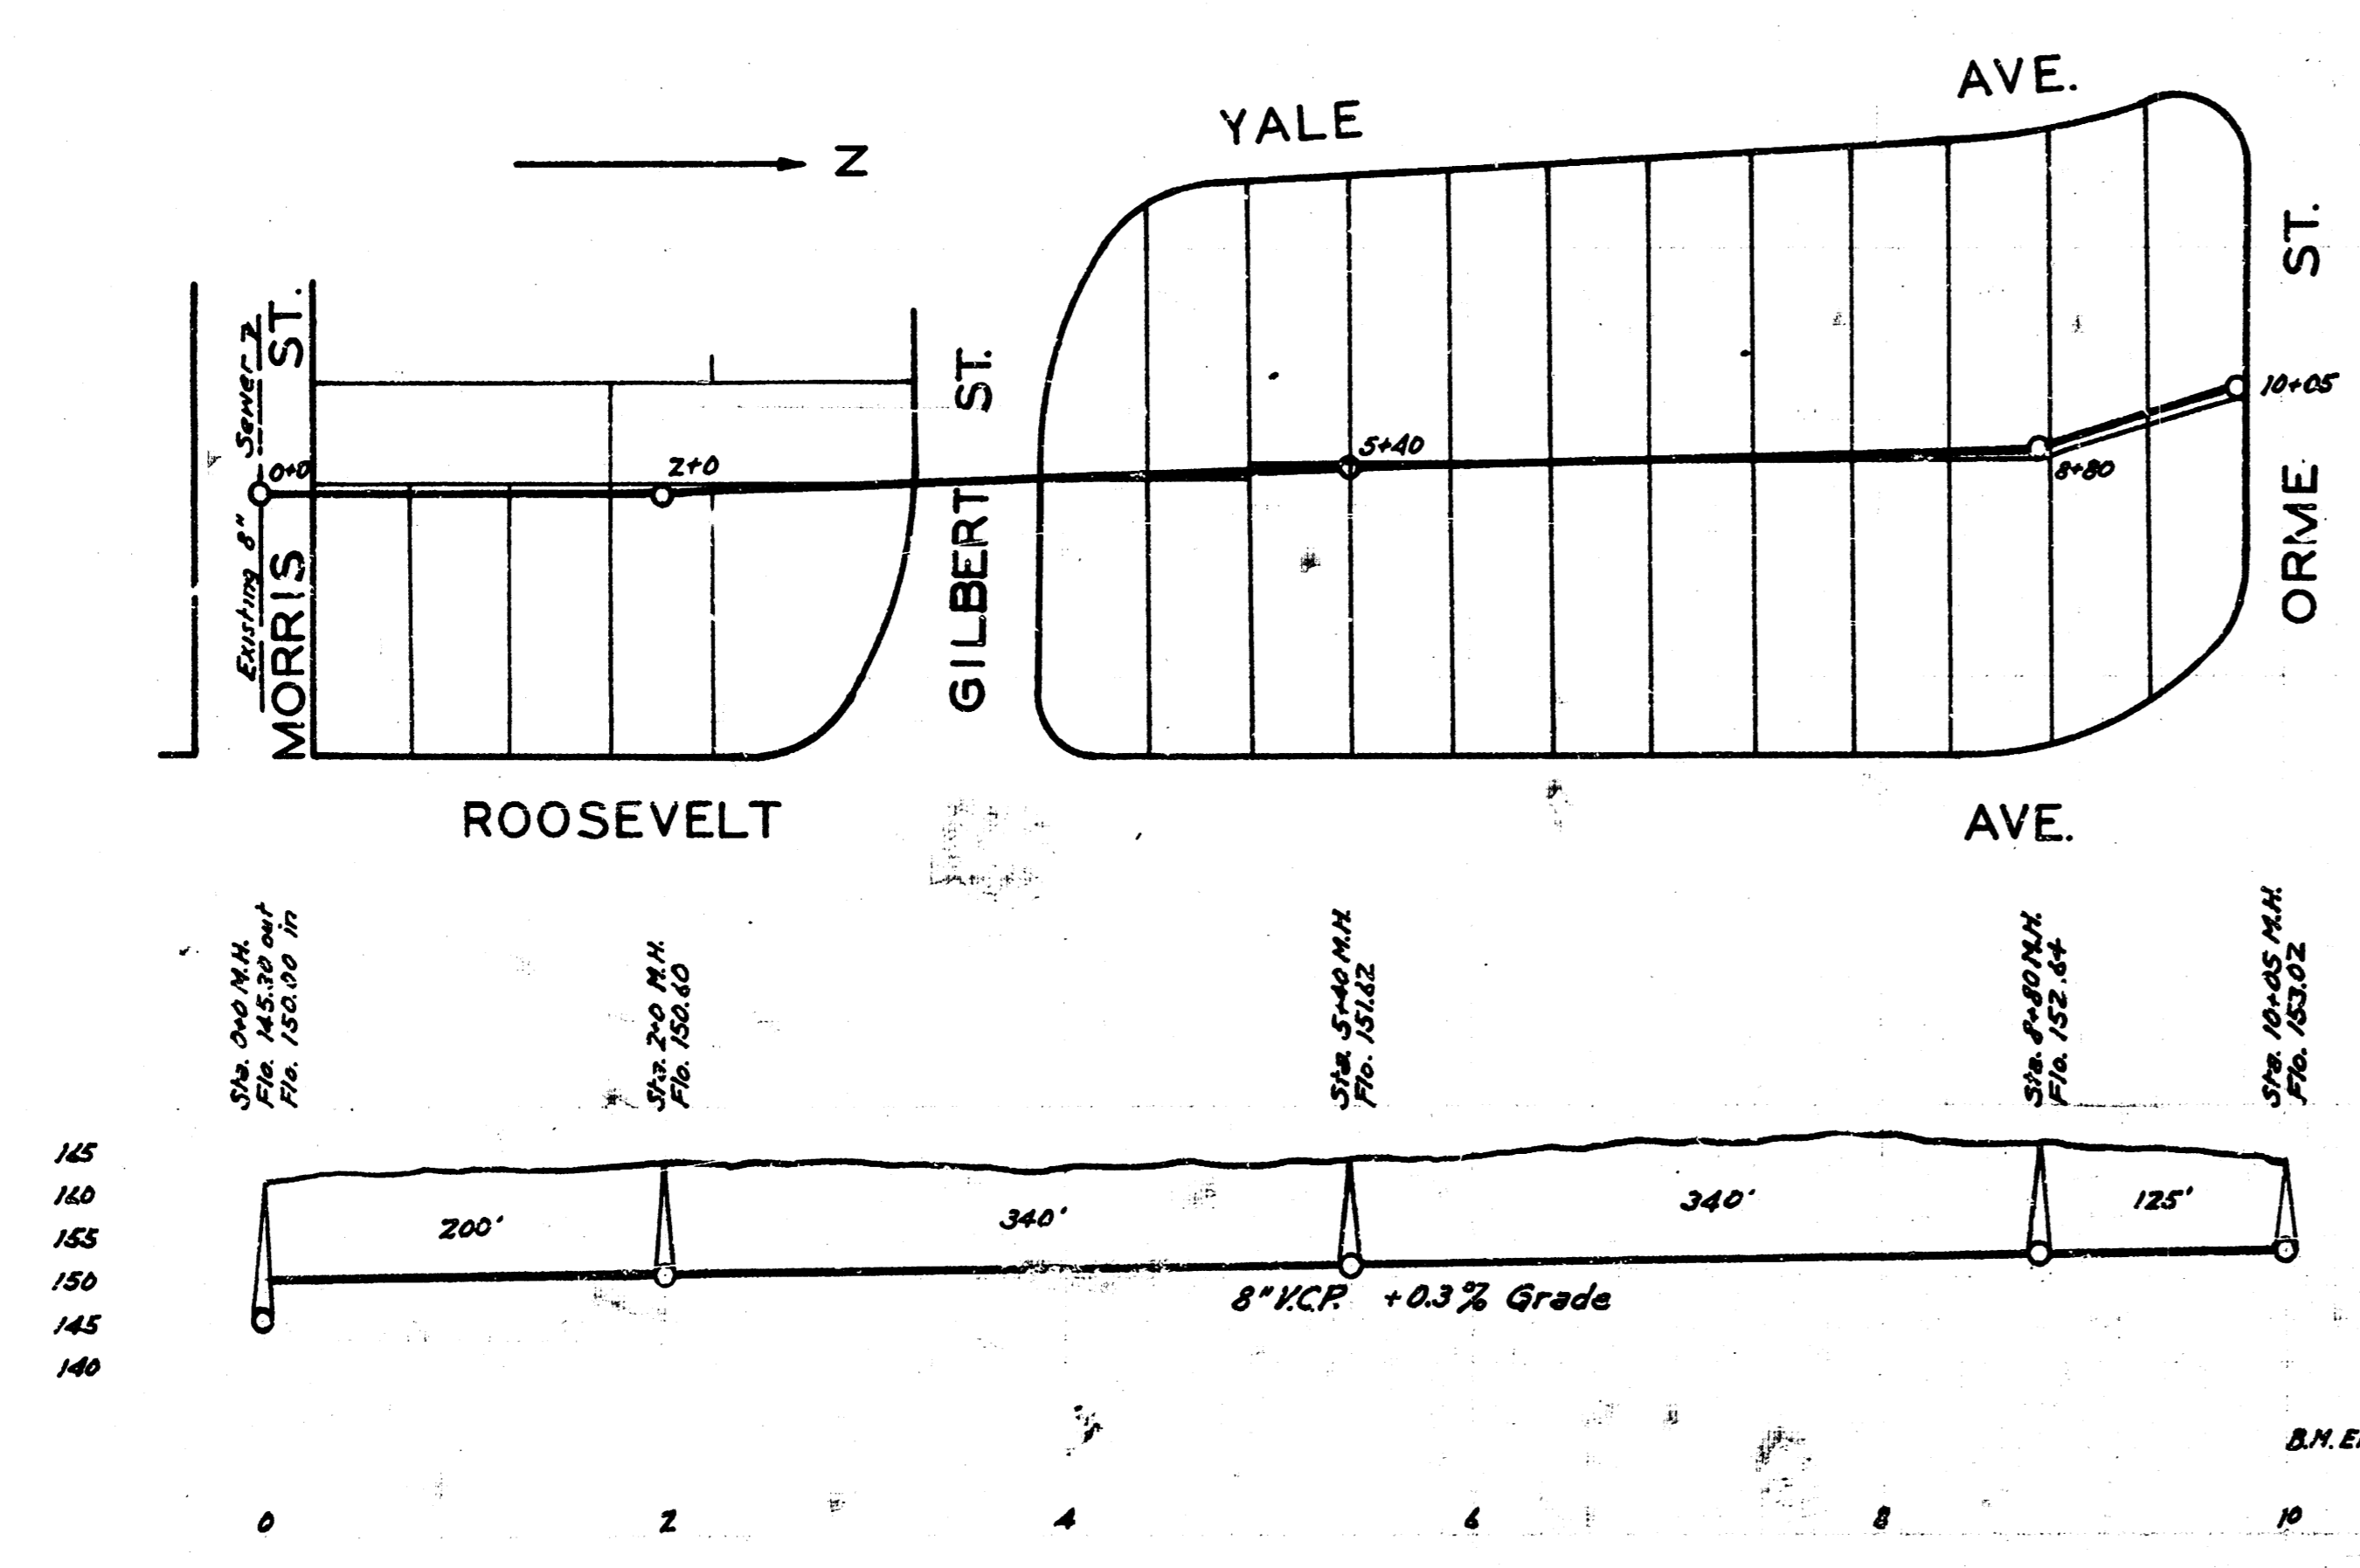 YALE AVE.
N
MORRIS ST.
Existing 8" Sewer
0+0
2+0
GILBERT ST.
5+40
8+80
10+05
ORME ST.
ROOSEVELT AVE.
Sta. 0+0 M.H.
Flo. 145.30 out
Flo. 150.00 in
Sta. 2+0 M.H.
Flo. 150.60
Sta. 5+40 M.H.
Flo. 151.62
Sta. 8+80 M.H.
Flo. 152.64
Sta. 10+05 M.H.
Flo. 153.02
165
160
155
150
145
140
200'
340'
340'
125'
8" V.C.P. +0.3% Grade
B.M.
0 2 4 6 8 10